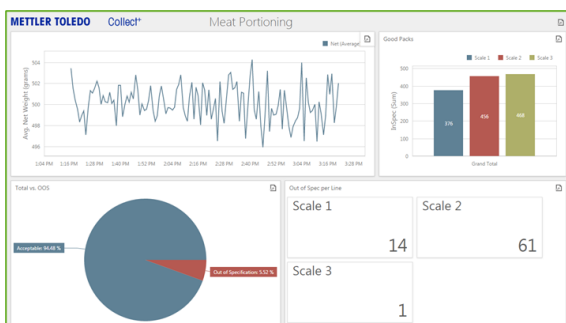 METTLER TOLEDO Collect+ Meat Portioning
Net (Average)
Avg. Net Weight (grams)
504
502
500
498
496
1:04 PM 1:16 PM 1:28 PM 1:40 PM 1:52 PM 2:04 PM 2:16 PM 2:28 PM 2:40 PM 2:52 PM 3:04 PM 3:16 PM 3:28 PM
Good Packs
Scale 1 Scale 2 Scale 3
InSpec (Sum)
500
400
300
200
100
0
376 456 468
Grand Total
Total vs. OOS
Acceptable: 94.48 %
Out of Specification: 5.52 %
Out of Spec per Line
Scale 1
14
Scale 2
61
Scale 3
1